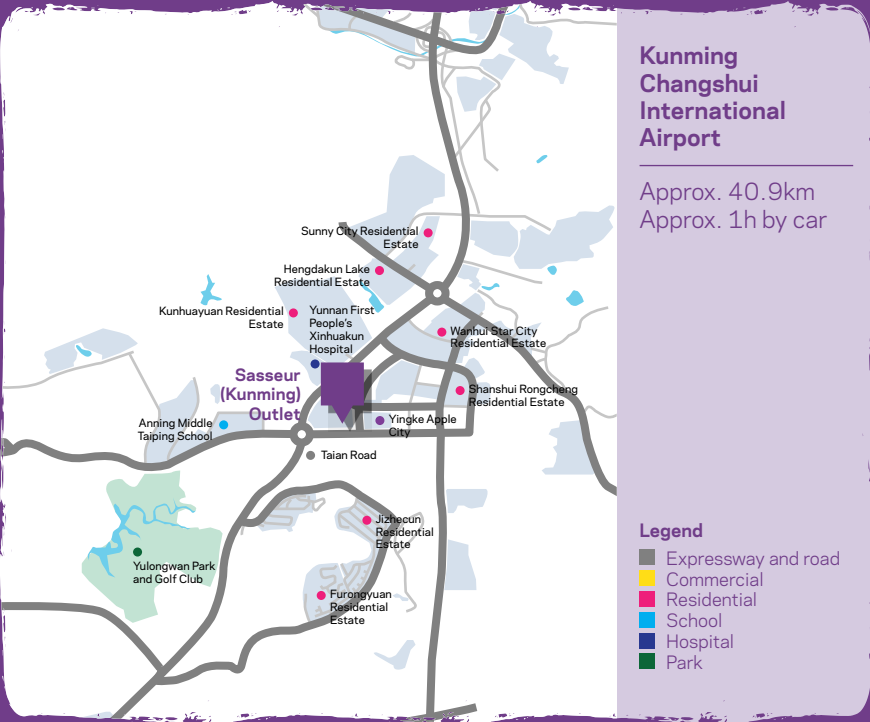 Kunming
Changshui
International
Airport
Approx. 40.9km
Approx. 1h by car
Sunny City Residential
Estate
Hengdakun Lake
Residential Estate
Kunhuayuan Residential
Estate
Yunnan First
People's
Xinhuakun
Hospital
Wanhui Star City
Residential Estate
Sasseur
(Kunming)
Outlet
Shanshui Rongcheng
Residential Estate
Anning Middle
Taiping School
Yingke Apple
City
Taian Road
Jizhecun
Residential
Estate
Yulongwan Park
and Golf Club
Furongyuan
Residential
Estate
Legend
Expressway and road
Commercial
Residential
School
Hospital
Park